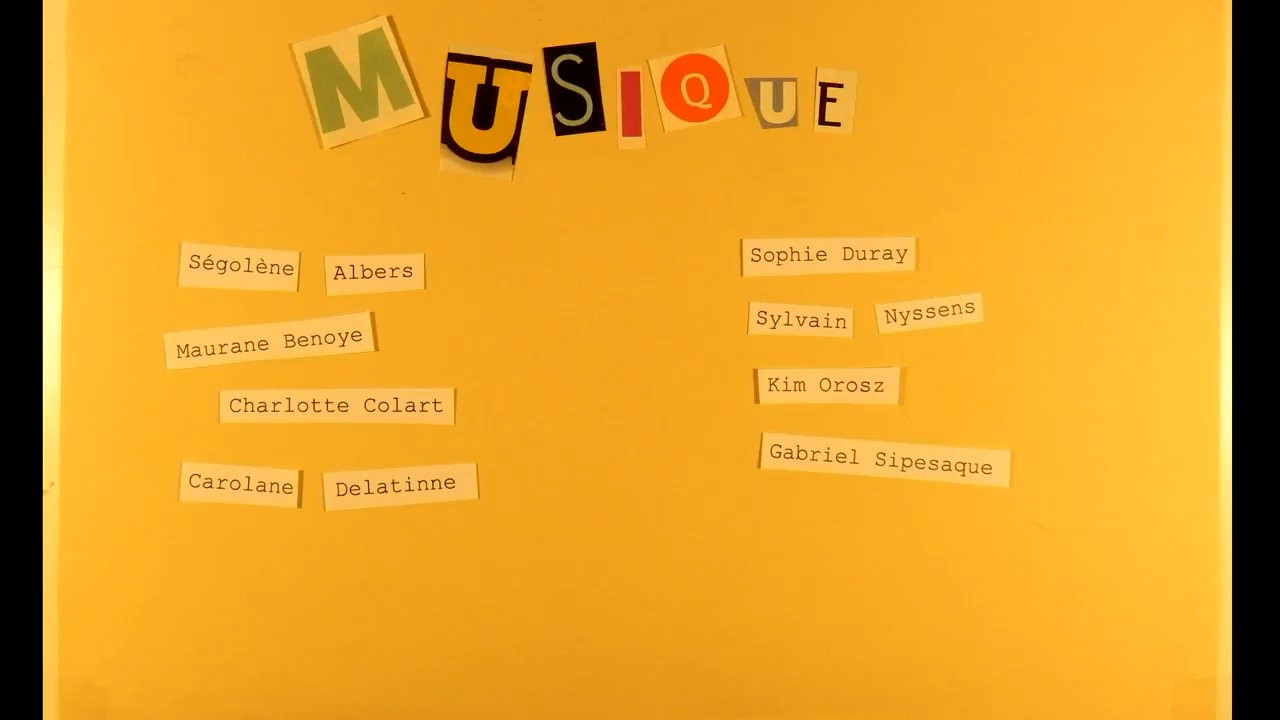 MUSIQUE
Ségolène Albers
Maurane Benoye
Charlotte Colart
Carolane Delatinne
Sophie Duray
Sylvain Nyssens
Kim Orosz
Gabriel Sipesaque